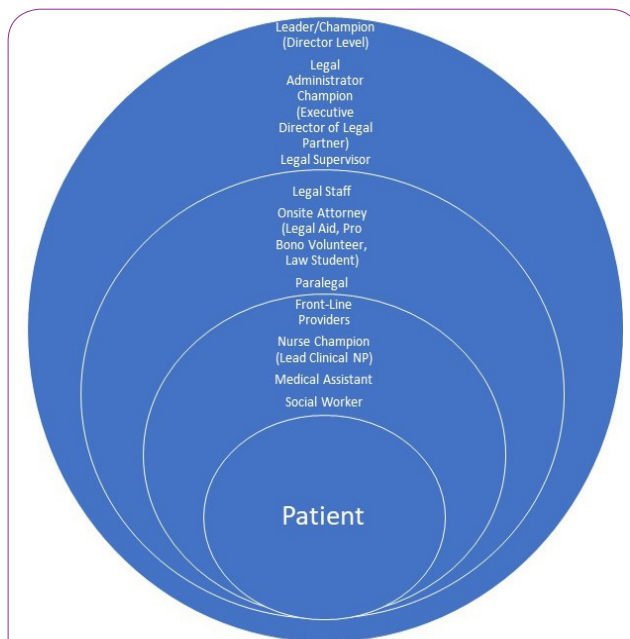 Leader/Champion
(Director Level)
Legal
Administrator
Champion
(Executive
Director of Legal
Partner)
Legal Supervisor
Legal Staff
Onsite Attorney
(Legal Aid, Pro
Bono Volunteer,
Law Student)
Paralegal
Front-Line
Providers
Nurse Champion
(Lead Clinical NP)
Medical Assistant
Social Worker
Patient